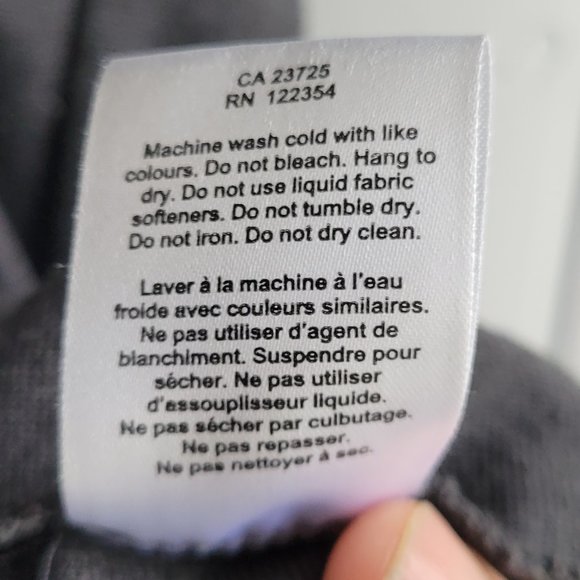 CA 23725
RN 122354
Machine wash cold with like
colours. Do not bleach. Hang to
dry. Do not use liquid fabric
softeners. Do not tumble dry.
Do not iron. Do not dry clean.
Laver à la machine à l'eau
froide avec couleurs similaires.
Ne pas utiliser d'agent de
blanchiment. Suspendre pour
sécher. Ne pas utiliser
d'assouplisseur liquide.
Ne pas sécher par culbutage.
Ne pas repasser.
Ne pas nettoyer à sec.